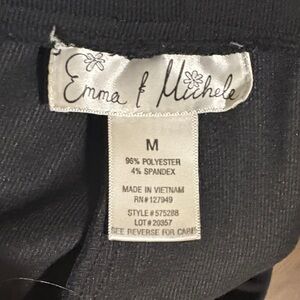 Emma & Michele
M
96% POLYESTER
4% SPANDEX
MADE IN VIETNAM
RN#127949
STYLE#575288
LOT#20357
SEE REVERSE FOR CARE